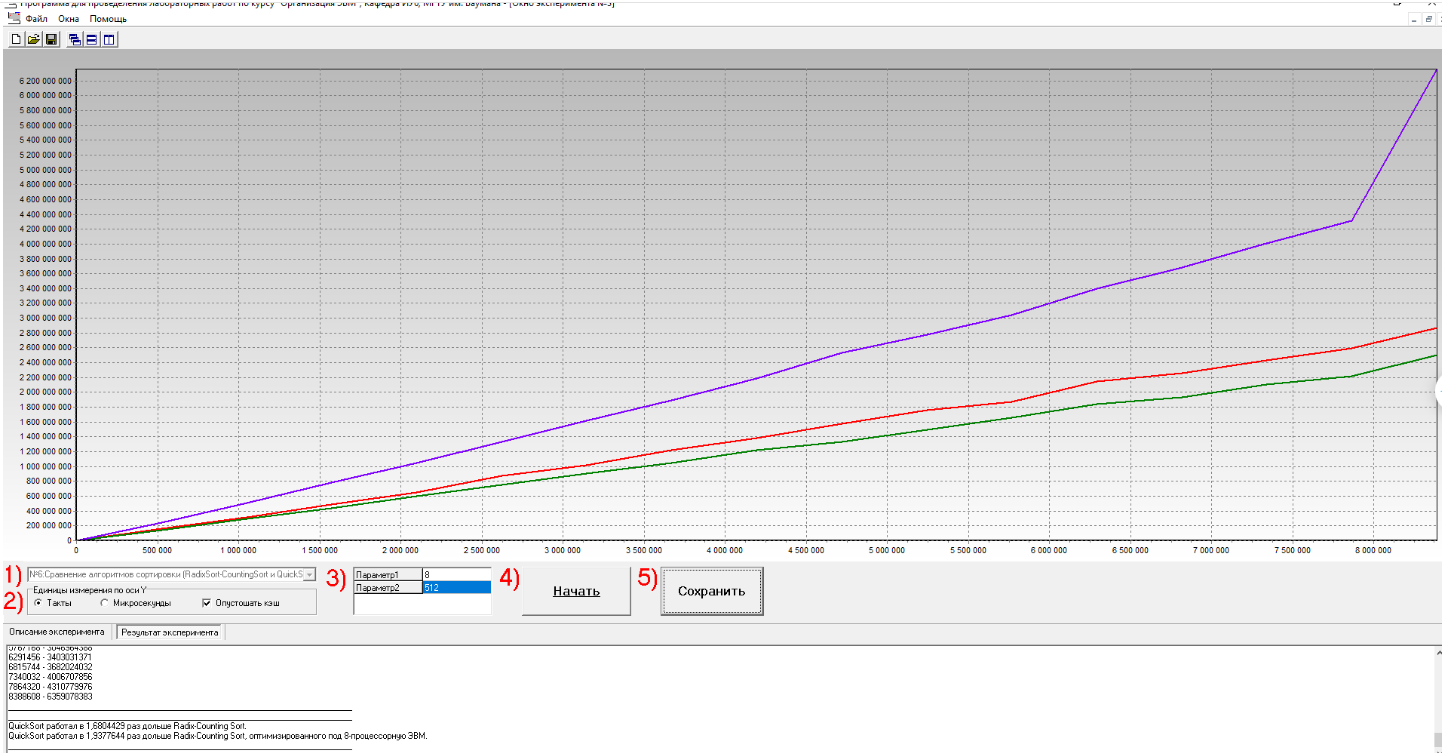 Программа для проведения лабораторных работ по курсу "Организация ЭВМ", Кафедра ИУ6, МГТУ им. Баумана - [Окно эксперимента №3]
Файл Окна Помощь
6 200 000 000
6 000 000 000
5 800 000 000
5 600 000 000
5 400 000 000
5 200 000 000
5 000 000 000
4 800 000 000
4 600 000 000
4 400 000 000
4 200 000 000
4 000 000 000
3 800 000 000
3 600 000 000
3 400 000 000
3 200 000 000
3 000 000 000
2 800 000 000
2 600 000 000
2 400 000 000
2 200 000 000
2 000 000 000
1 800 000 000
1 600 000 000
1 400 000 000
1 200 000 000
1 000 000 000
800 000 000
600 000 000
400 000 000
200 000 000
0
0 500 000 1 000 000 1 500 000 2 000 000 2 500 000 3 000 000 3 500 000 4 000 000 4 500 000 5 000 000 5 500 000 6 000 000 6 500 000 7 000 000 7 500 000 8 000 000
1) №6:Сравнение алгоритмов сортировки (RadixSort-CountingSort и QuickS
2) Единицы измерения по оси Y
Такты Микросекунды Опустошать кэш
3) Параметр1 8
Параметр2 512
4) Начать
5) Сохранить
Описание эксперимента Результат эксперимента
5767168 - 3046964388
6291456 - 3403031371
6815744 - 3682024032
7340032 - 4006707856
7864320 - 4310779976
8388608 - 6359078383
QuickSort работал в 1,6804429 раз дольше Radix-Counting Sort.
QuickSort работал в 1,9377644 раз дольше Radix-Counting Sort, оптимизированного под 8-процессорную ЭВМ.